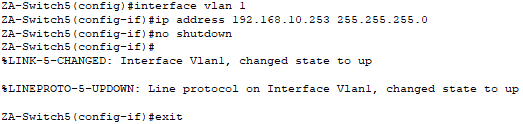 ZA-Switch5(config)#interface vlan 1
ZA-Switch5(config-if)#ip address 192.168.10.253 255.255.255.0
ZA-Switch5(config-if)#no shutdown
ZA-Switch5(config-if)#
%LINK-5-CHANGED: Interface Vlan1, changed state to up
%LINEPROTO-5-UPDOWN: Line protocol on Interface Vlan1, changed state to up
ZA-Switch5(config-if)#exit